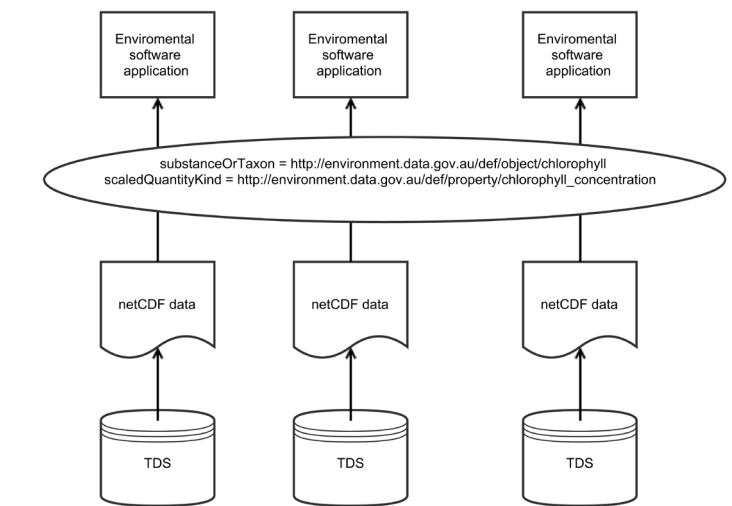 Enviromental
software
application
Enviromental
software
application
Enviromental
software
application
substanceOrTaxon = http://environment.data.gov.au/def/object/chlorophyll
scaledQuantityKind = http://environment.data.gov.au/def/property/chlorophyll_concentration
netCDF data
netCDF data
netCDF data
TDS
TDS
TDS